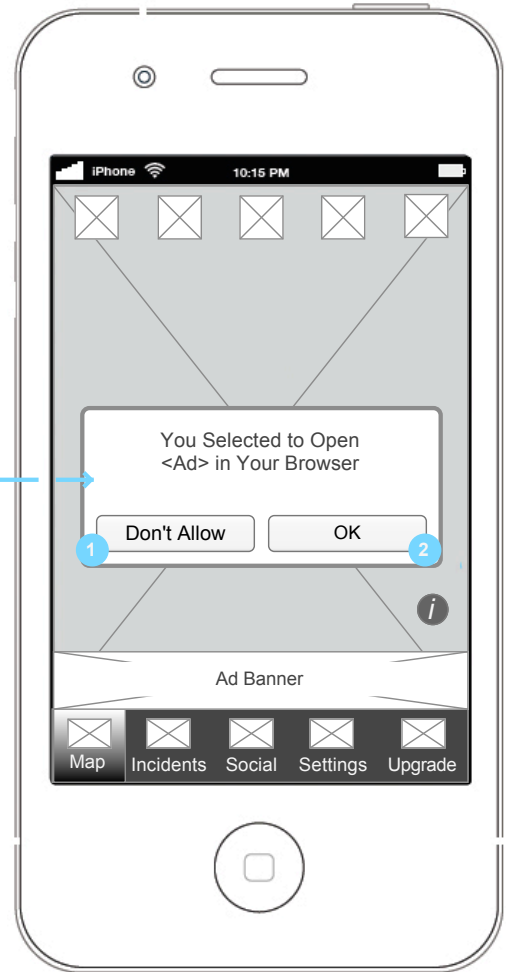 iPhone 10:15 PM
You Selected to Open
<Ad> in Your Browser
Don't Allow OK
1 2
i
Ad Banner
Map Incidents Social Settings Upgrade